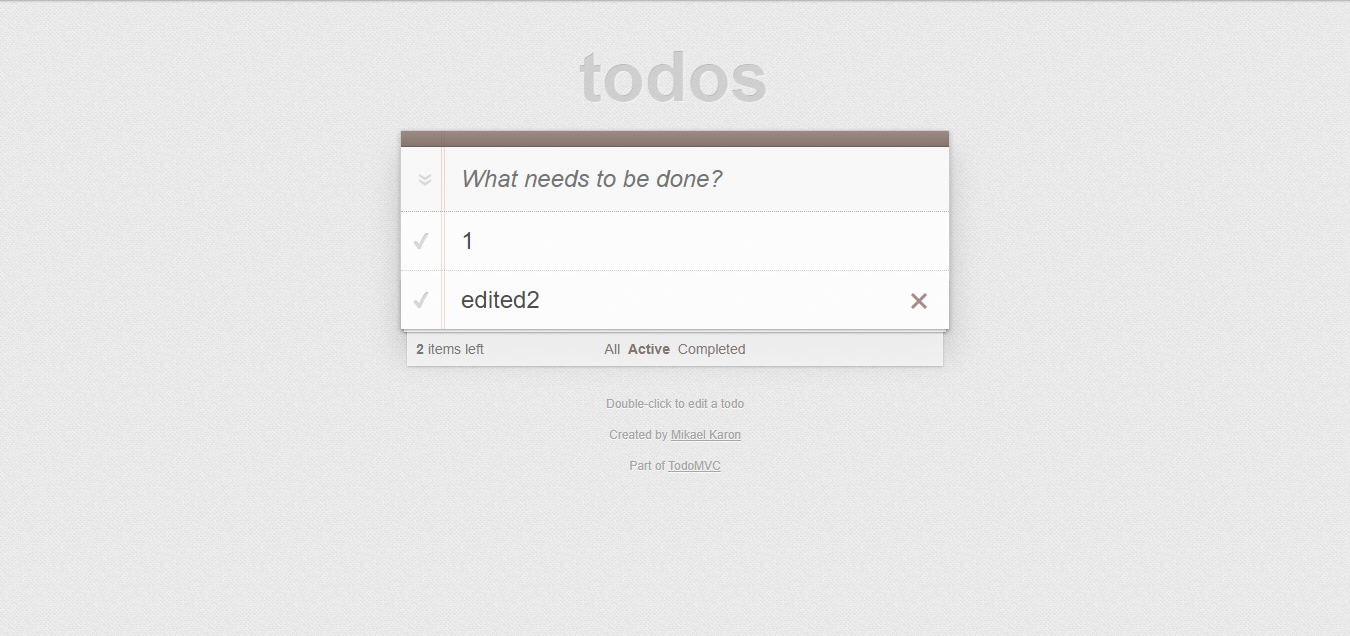 todos
What needs to be done?
1
edited2
2 items left All Active Completed
Double-click to edit a todo
Created by Mikael Karon
Part of TodoMVC